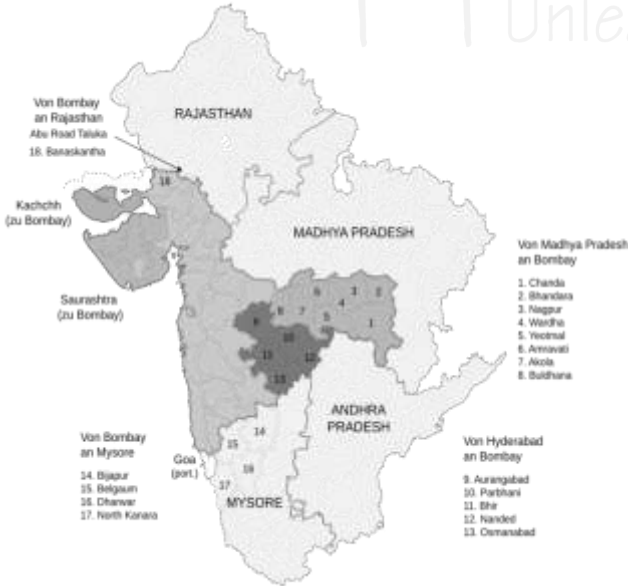 Unle
Von Bombay
an Rajasthan
Abu Road Taluka
18. Banaskantha
RAJASTHAN
18
Kachchh
(zu Bombay)
MADHYA PRADESH
Saurashtra
(zu Bombay)
Von Madhya Pradesh
an Bombay
1. Chanda
2. Bhandara
3. Nagpur
4. Wardha
5. Yeotmal
6. Amravati
7. Akola
8. Buldhana
6 3 2
4
8 7 5 1
9
10
11 12
13
ANDHRA
PRADESH
Von Bombay
an Mysore
14. Bijapur
15. Belgaum
16. Dharwar
17. North Kanara
Goa
(port.)
14
15
16
17
MYSORE
Von Hyderabad
an Bombay
9. Aurangabad
10. Parbhani
11. Bhir
12. Nanded
13. Osmanabad